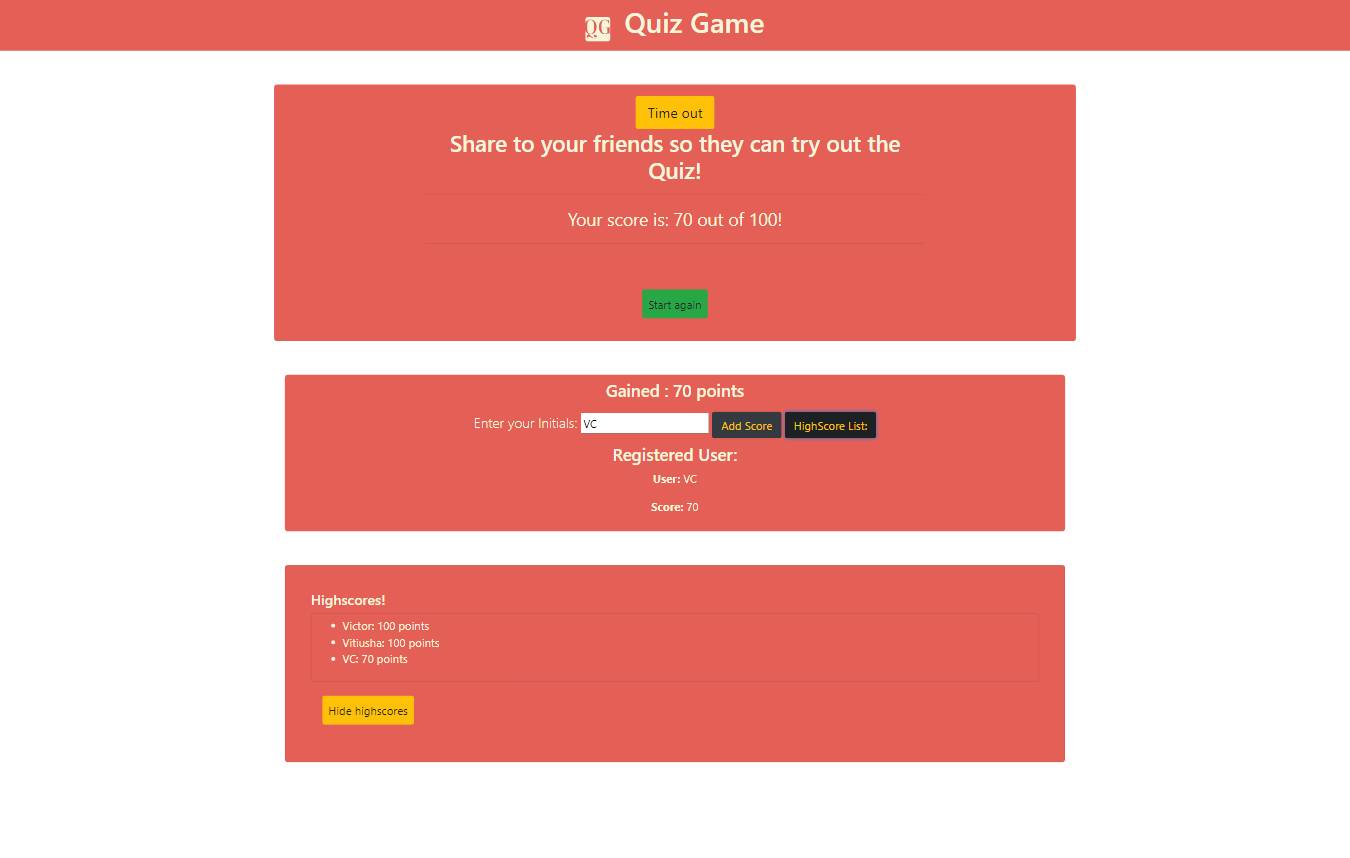 QG Quiz Game
Time out
Share to your friends so they can try out the
Quiz!
Your score is: 70 out of 100!
Start again
Gained : 70 points
Enter your Initials: VC Add Score HighScore List:
Registered User:
User: VC
Score: 70
Highscores!
Victor: 100 points
Vitiusha: 100 points
VC: 70 points
Hide highscores